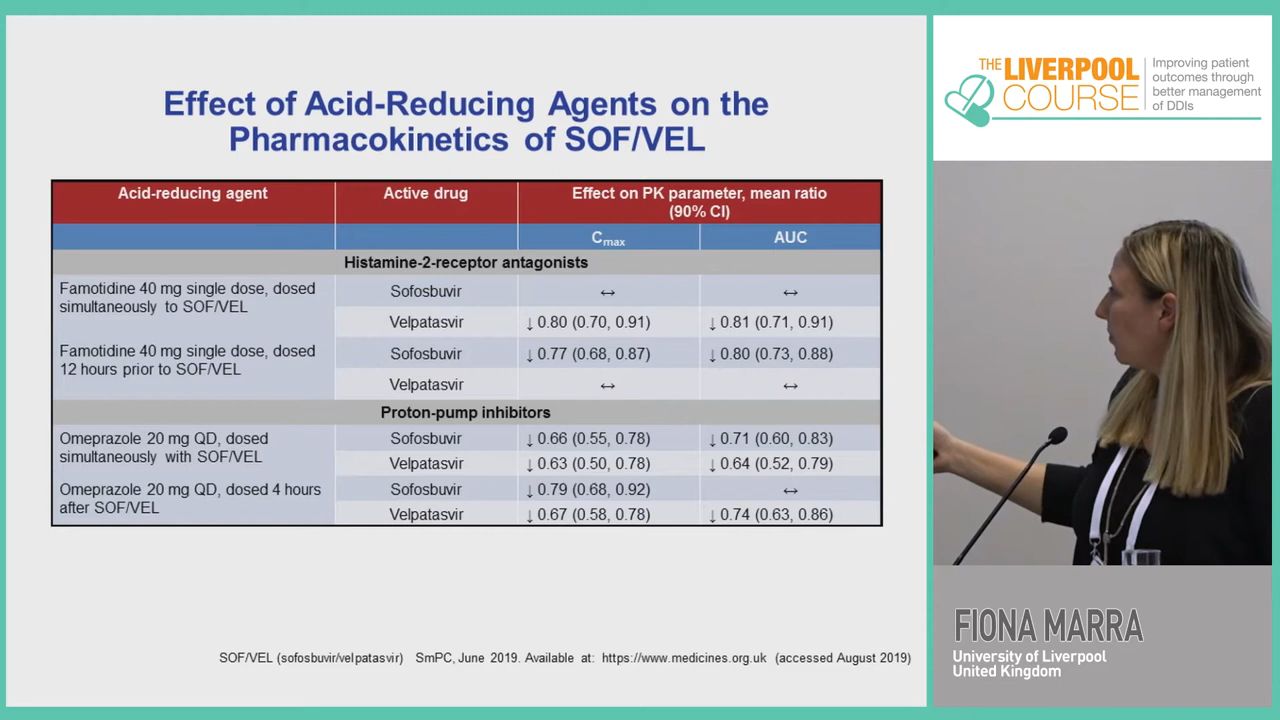 Effect of Acid-Reducing Agents on the
Pharmacokinetics of SOF/VEL
Acid-reducing agent
Active drug
Effect on PK parameter, mean ratio
(90% CI)
Cmax
AUC
Histamine-2-receptor antagonists
Famotidine 40 mg single dose, dosed
simultaneously to SOF/VEL
Sofosbuvir
↔
↔
Velpatasvir
↓ 0.80 (0.70, 0.91)
↓ 0.81 (0.71, 0.91)
Famotidine 40 mg single dose, dosed
12 hours prior to SOF/VEL
Sofosbuvir
↓ 0.77 (0.68, 0.87)
↓ 0.80 (0.73, 0.88)
Velpatasvir
↔
↔
Proton-pump inhibitors
Omeprazole 20 mg QD, dosed
simultaneously with SOF/VEL
Sofosbuvir
↓ 0.66 (0.55, 0.78)
↓ 0.71 (0.60, 0.83)
Velpatasvir
↓ 0.63 (0.50, 0.78)
↓ 0.64 (0.52, 0.79)
Omeprazole 20 mg QD, dosed 4 hours
after SOF/VEL
Sofosbuvir
↓ 0.79 (0.68, 0.92)
↔
Velpatasvir
↓ 0.67 (0.58, 0.78)
↓ 0.74 (0.63, 0.86)
SOF/VEL (sofosbuvir/velpatasvir) SmPC, June 2019. Available at: https://www.medicines.org.uk (accessed August 2019)
THE
LIVERPOOL
COURSE
Improving patient
outcomes through
better management
of DDIs
FIONA MARRA
University of Liverpool
United Kingdom